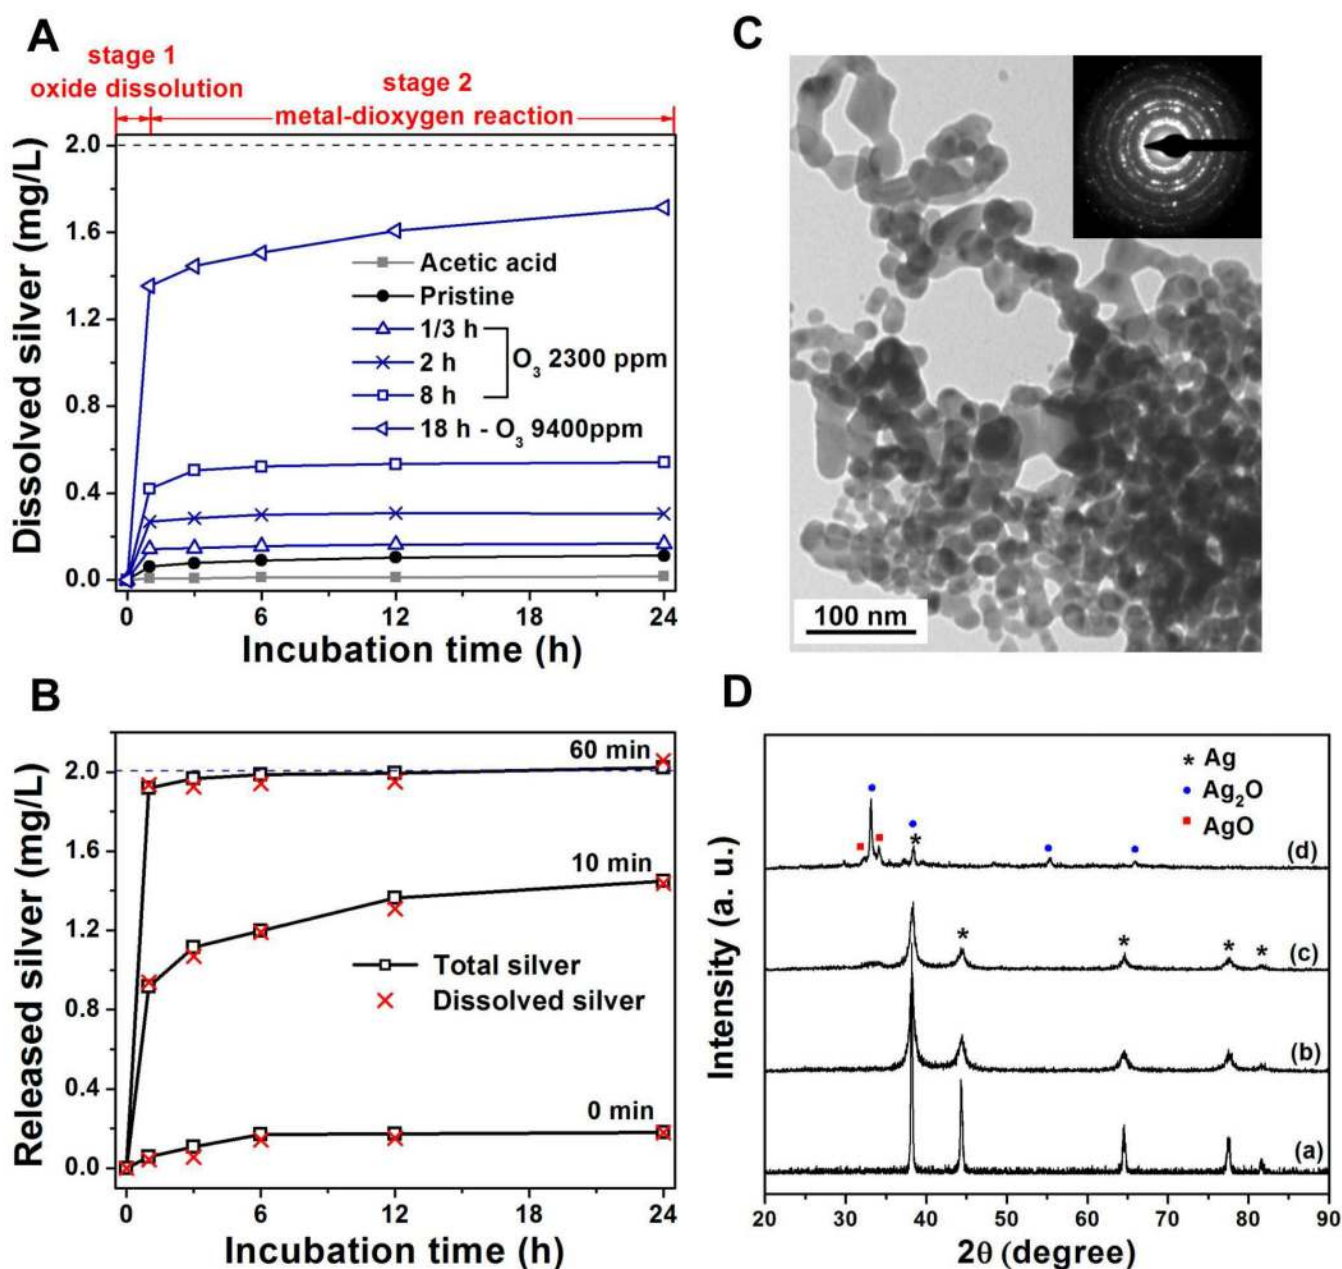 A
stage 1
oxide dissolution
stage 2
metal-dioxygen reaction
Dissolved silver (mg/L)
2.0
1.6
1.2
0.8
0.4
0.0
Acetic acid
Pristine
1/3 h
2 h
8 h
O₃ 2300 ppm
18 h - O₃ 9400ppm
0 6 12 18 24
Incubation time (h)
B
Released silver (mg/L)
2.0
1.6
1.2
0.8
0.4
0.0
60 min
10 min
0 min
Total silver
Dissolved silver
0 6 12 18 24
Incubation time (h)
C
100 nm
D
Intensity (a. u.)
* Ag
Ag₂O
AgO
(d)
(c)
(b)
(a)
20 30 40 50 60 70 80 90
2θ (degree)